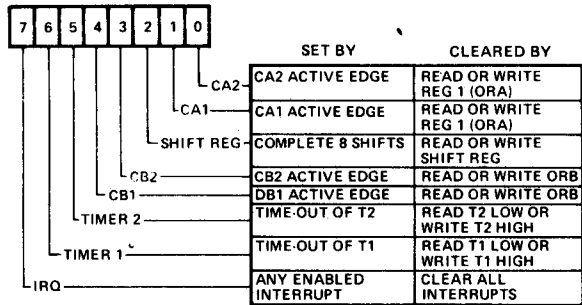 7 6 5 4 3 2 1 0
SET BY CLEARED BY
CA2 CA2 ACTIVE EDGE READ OR WRITE
REG 1 (ORA)
CA1 CA1 ACTIVE EDGE READ OR WRITE
REG 1 (ORA)
SHIFT REG COMPLETE 8 SHIFTS READ OR WRITE
SHIFT REG
CB2 CB2 ACTIVE EDGE READ OR WRITE ORB
CB1 DB1 ACTIVE EDGE READ OR WRITE ORB
TIMER 2 TIME-OUT OF T2 READ T2 LOW OR
WRITE T2 HIGH
TIMER 1 TIME-OUT OF T1 READ T1 LOW OR
WRITE T1 HIGH
IRQ ANY ENABLED CLEAR ALL
INTERRUPT INTERRUPTS